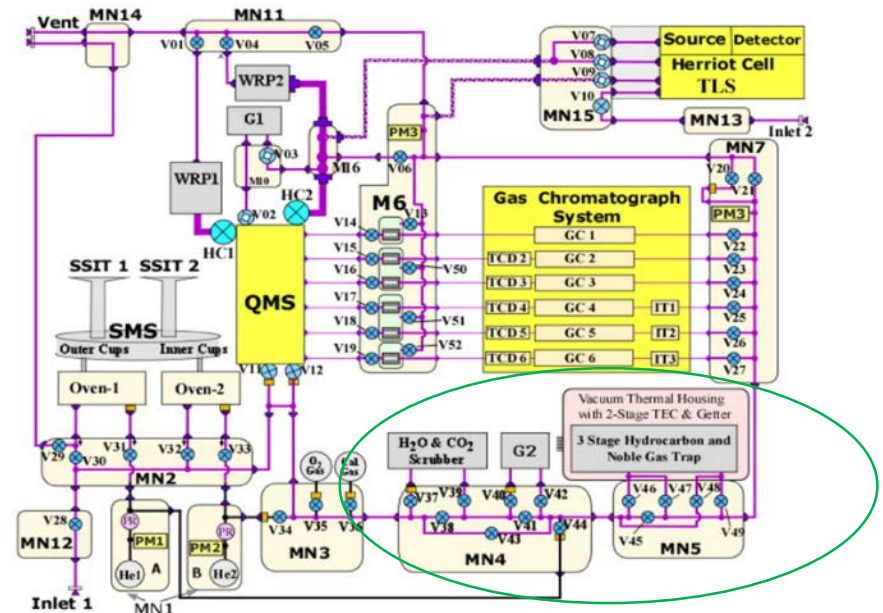 MN14
MN11
Vent
V01
V04
V05
WRP2
G1
PM3
V03
M10
M16
V06
WRP1
M6
HC2
V02
HC1
V13
V14
V15
V16
V17
V18
V19
V50
V51
V52
V07
V08
V09
V10
MN15
Source Detector
Herriot Cell
TLS
MN13
Inlet 2
MN7
V20
V21
PM3
V22
V23
V24
V25
V26
V27
Gas Chromatograph
System
GC 1
TCD 2 GC 2
TCD 3 GC 3
TCD 4 GC 4 IT1
TCD 5 GC 5 IT2
TCD 6 GC 6 IT3
SSIT 1 SSIT 2
SMS
Outer Cups Inner Cups
QMS
V11 V12
Oven-1 Oven-2
V29
V30
V31
V32
V33
MN2
V28
MN12
Inlet 1
PR
PM1
He1 A
PR
PM2
B He2
MN1
O2
Gas
Cal
Gas
V34
V35
V36
MN3
H2O & CO2
Scrubber
G2
V37
V39
V40
V42
V38
V41
V44
V43
MN4
Vacuum Thermal Housing
with 2-Stage TEC & Getter
3 Stage Hydrocarbon and
Noble Gas Trap
V46
V47
V48
V45
V49
MN5